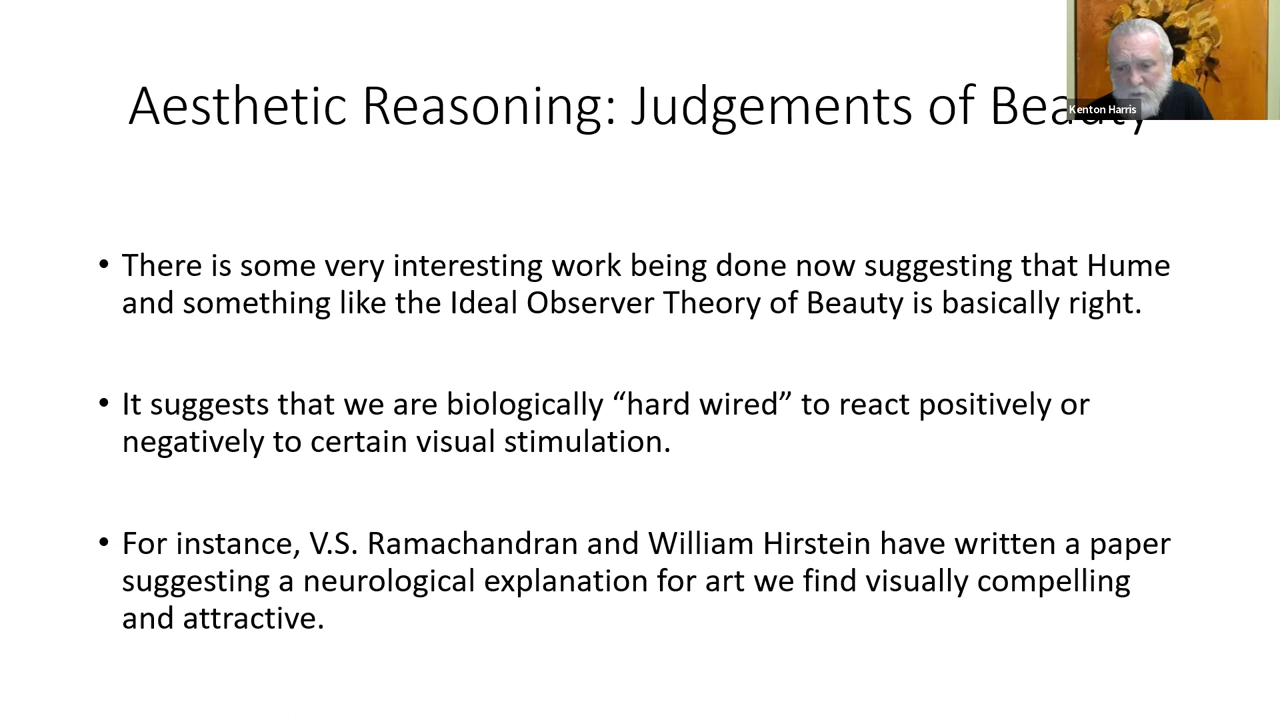 Aesthetic Reasoning: Judgements of Beauty
Kenton Harris
• There is some very interesting work being done now suggesting that Hume
and something like the Ideal Observer Theory of Beauty is basically right.
• It suggests that we are biologically “hard wired” to react positively or
negatively to certain visual stimulation.
• For instance, V.S. Ramachandran and William Hirstein have written a paper
suggesting a neurological explanation for art we find visually compelling
and attractive.